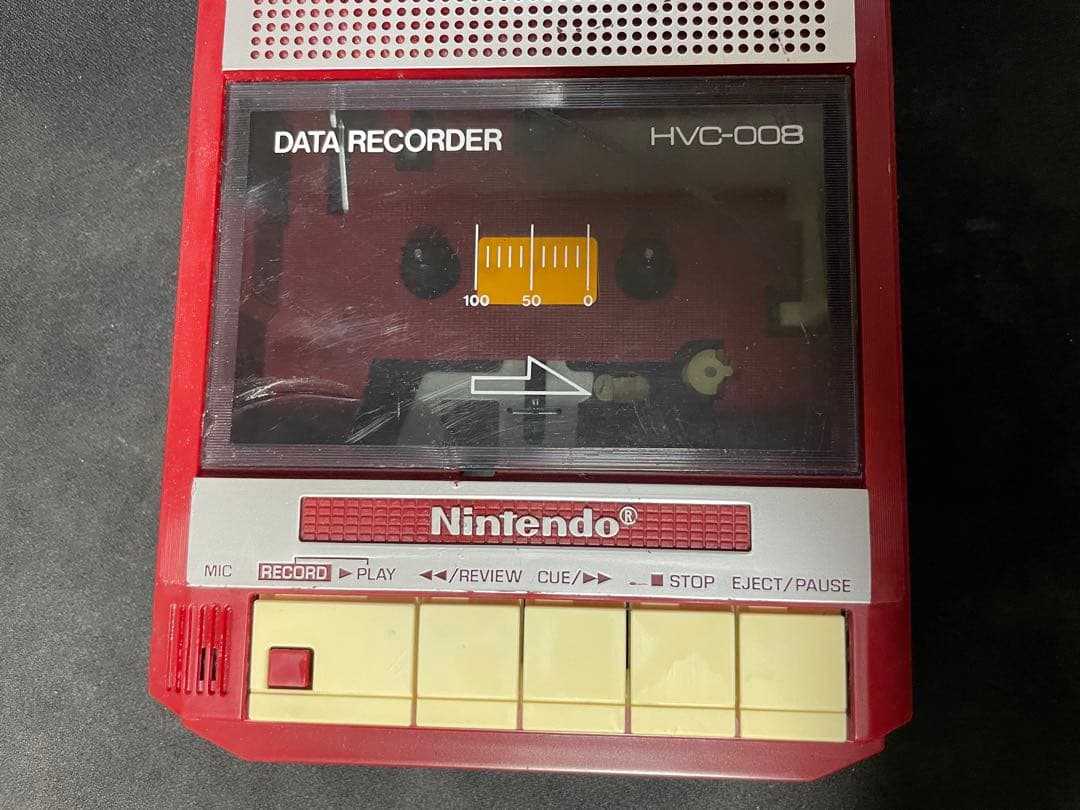 DATA RECORDER HVC-008
100 50 0
Nintendo®
MIC RECORD ▶PLAY ◀◀/REVIEW CUE/▶▶ ■ STOP EJECT/PAUSE